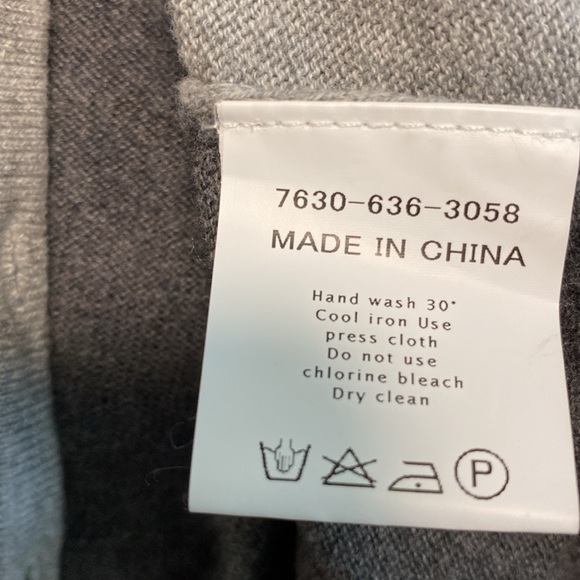 7630-636-3058
MADE IN CHINA
Hand wash 30°
Cool iron Use
press cloth
Do not use
chlorine bleach
Dry clean
P